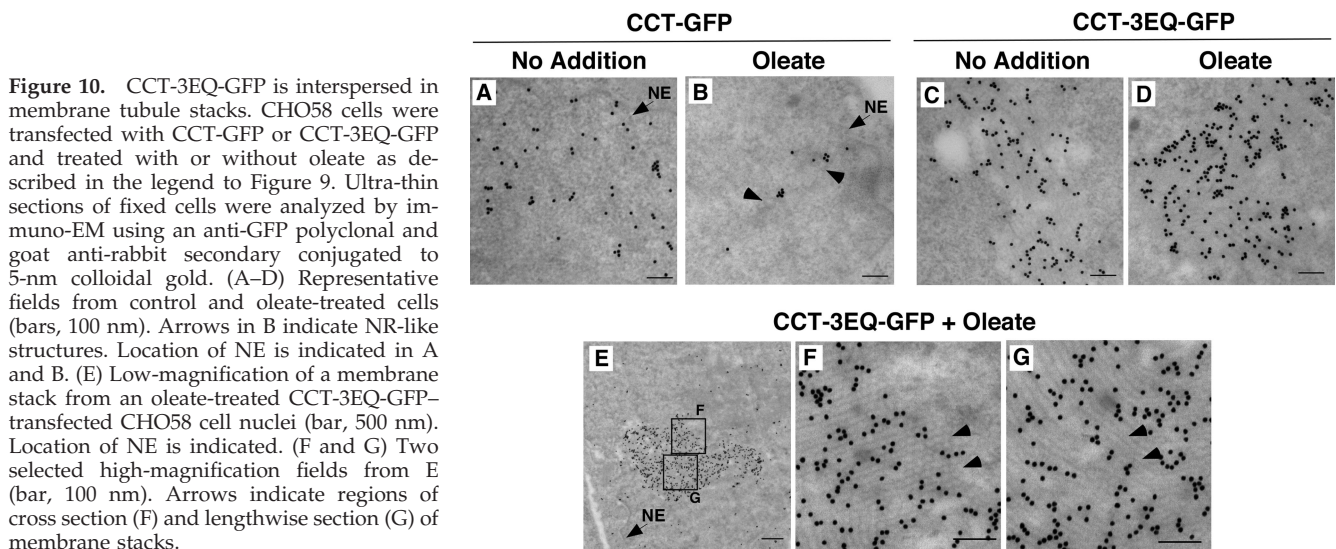 Figure 10. CCT-3EQ-GFP is interspersed in
membrane tubule stacks. CHO58 cells were
transfected with CCT-GFP or CCT-3EQ-GFP
and treated with or without oleate as de-
scribed in the legend to Figure 9. Ultra-thin
sections of fixed cells were analyzed by im-
muno-EM using an anti-GFP polyclonal and
goat anti-rabbit secondary conjugated to
5-nm colloidal gold. (A–D) Representative
fields from control and oleate-treated cells
(bars, 100 nm). Arrows in B indicate NR-like
structures. Location of NE is indicated in A
and B. (E) Low-magnification of a membrane
stack from an oleate-treated CCT-3EQ-GFP–
transfected CHO58 cell nuclei (bar, 500 nm).
Location of NE is indicated. (F and G) Two
selected high-magnification fields from E
(bar, 100 nm). Arrows indicate regions of
cross section (F) and lengthwise section (G) of
membrane stacks.
CCT-GFP
CCT-3EQ-GFP
No Addition
Oleate
No Addition
Oleate
A
NE
B
NE
C
D
CCT-3EQ-GFP + Oleate
E
F
G
NE
F
G